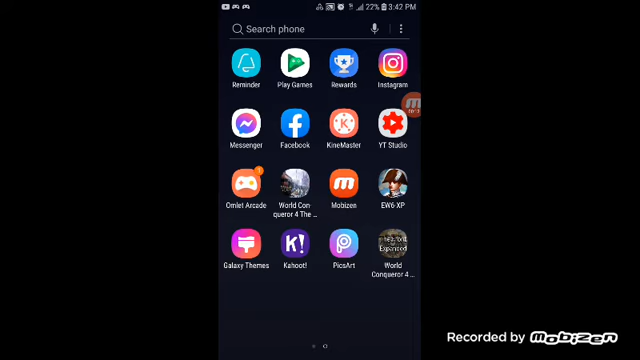 22% 3:42 PM
Search phone
Reminder
Play Games
Rewards
Instagram
Messenger
Facebook
KineMaster
YT Studio
Omlet Arcade
World Con-
queror 4 The ...
Mobizen
EW6 XP
Galaxy Themes
Kahoot!
PicsArt
World
Conqueror 4 ...
K!
Expanded
Recorded by mobizen